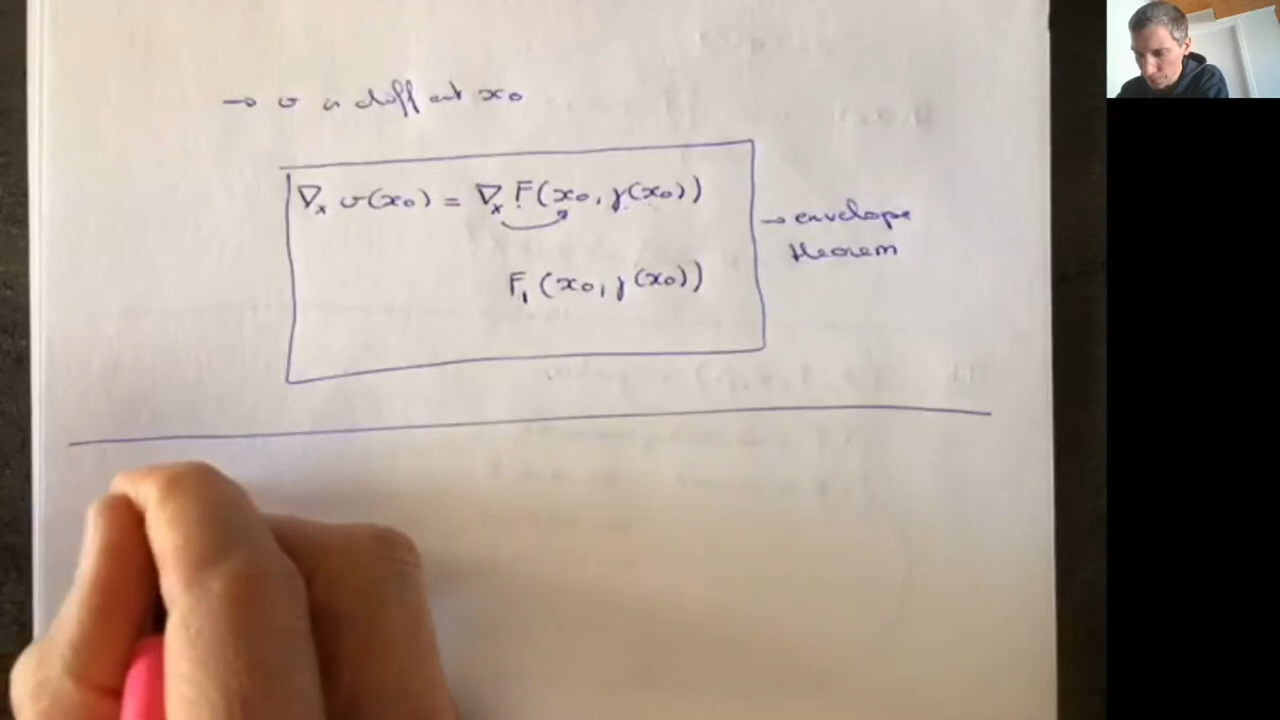 → v is diff at x₀
∇ₓ v(x₀) = ∇ₓ F(x₀, y(x₀))
→ envelope
theorem
F₁(x₀, y(x₀))